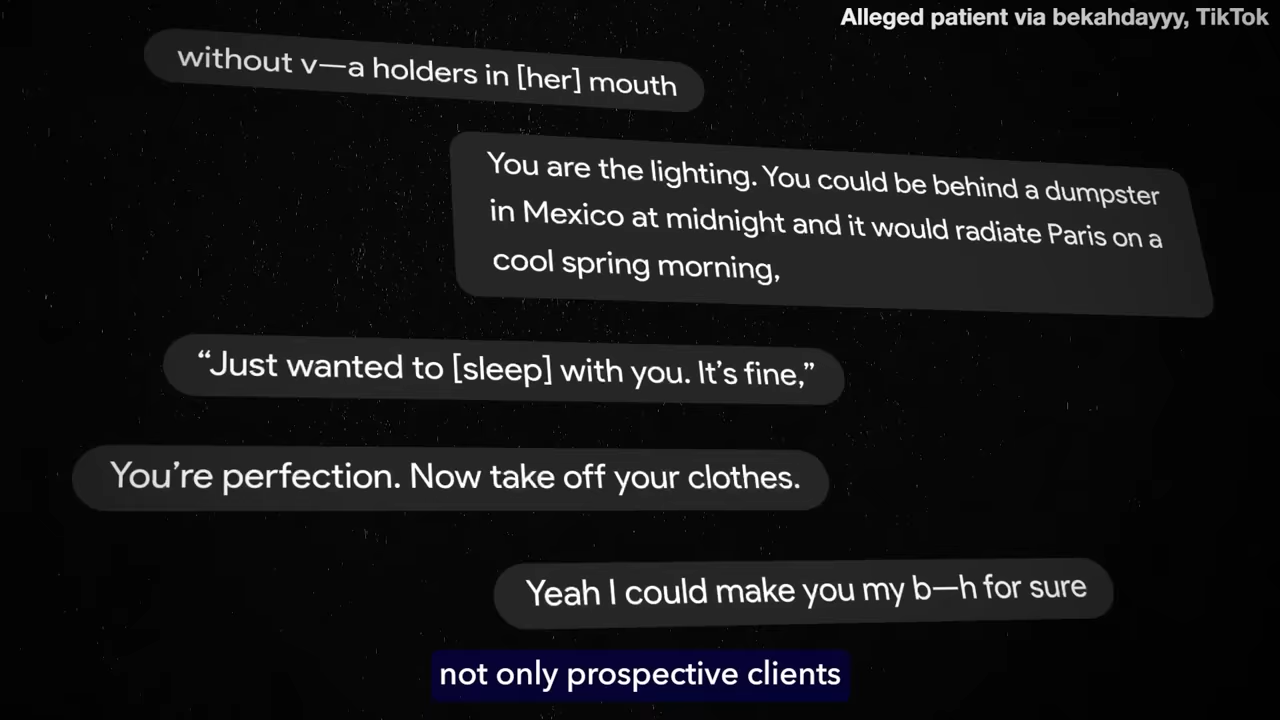 Alleged patient via bekahdayyy, TikTok
without v—a holders in [her] mouth
You are the lighting. You could be behind a dumpster
in Mexico at midnight and it would radiate Paris on a
cool spring morning,
“Just wanted to [sleep] with you. It’s fine,”
You’re perfection. Now take off your clothes.
Yeah I could make you my b—h for sure
not only prospective clients